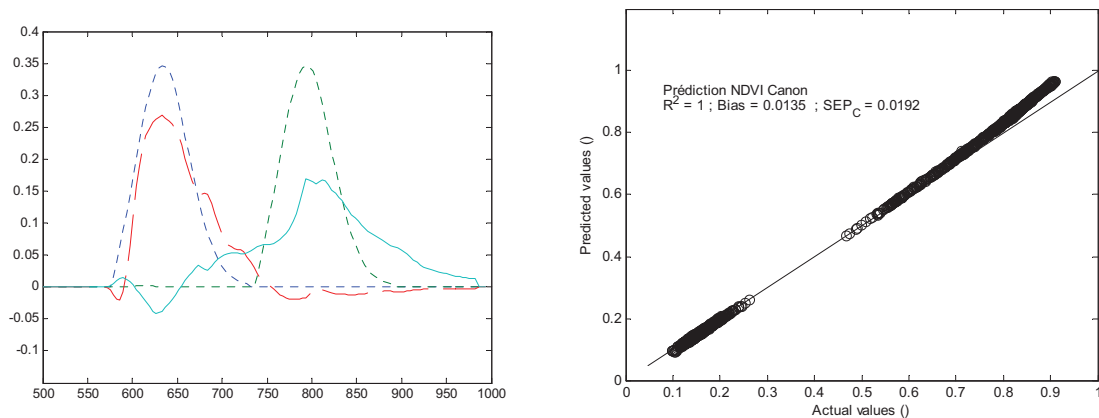 0.4
0.35
0.3
0.25
0.2
0.15
0.1
0.05
0
-0.05
-0.1
500 550 600 650 700 750 800 850 900 950 1000
Prédiction NDVI Canon
R² = 1 ; Bias = 0.0135 ; SEP_C = 0.0192
Predicted values ()
1
0.8
0.6
0.4
0.2
0
0 0.1 0.2 0.3 0.4 0.5 0.6 0.7 0.8 0.9 1
Actual values ()